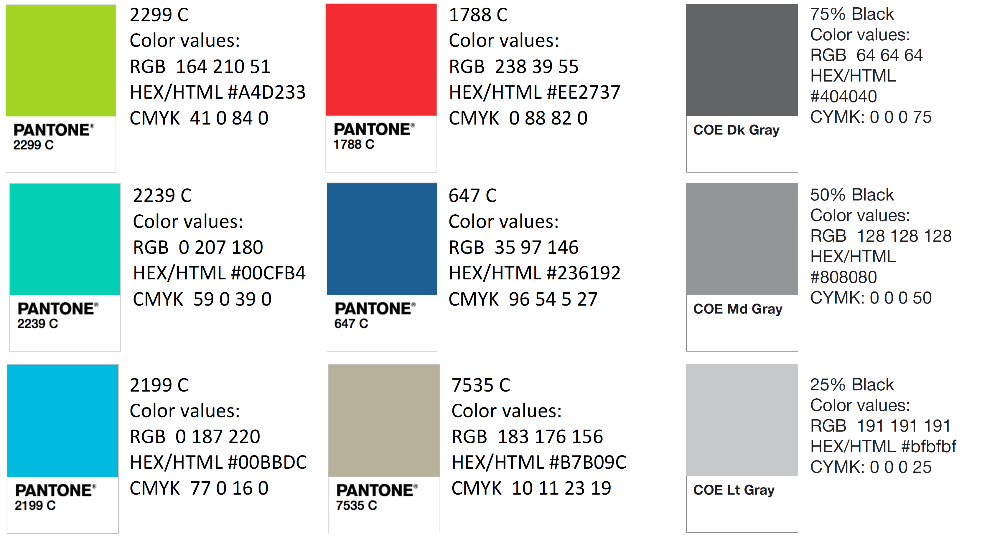 PANTONE®
2299 C
2299 C
Color values:
RGB 164 210 51
HEX/HTML #A4D233
CMYK 41 0 84 0
PANTONE®
1788 C
1788 C
Color values:
RGB 238 39 55
HEX/HTML #EE2737
CMYK 0 88 82 0
COE Dk Gray
75% Black
Color values:
RGB 64 64 64
HEX/HTML
#404040
CYMK: 0 0 0 75
PANTONE®
2239 C
2239 C
Color values:
RGB 0 207 180
HEX/HTML #00CFB4
CMYK 59 0 39 0
PANTONE®
647 C
647 C
Color values:
RGB 35 97 146
HEX/HTML #236192
CMYK 96 54 5 27
COE Md Gray
50% Black
Color values:
RGB 128 128 128
HEX/HTML
#808080
CYMK: 0 0 0 50
PANTONE®
2199 C
2199 C
Color values:
RGB 0 187 220
HEX/HTML #00BBDC
CMYK 77 0 16 0
PANTONE®
7535 C
7535 C
Color values:
RGB 183 176 156
HEX/HTML #B7B09C
CMYK 10 11 23 19
COE Lt Gray
25% Black
Color values:
RGB 191 191 191
HEX/HTML #bfbfbf
CYMK: 0 0 0 25